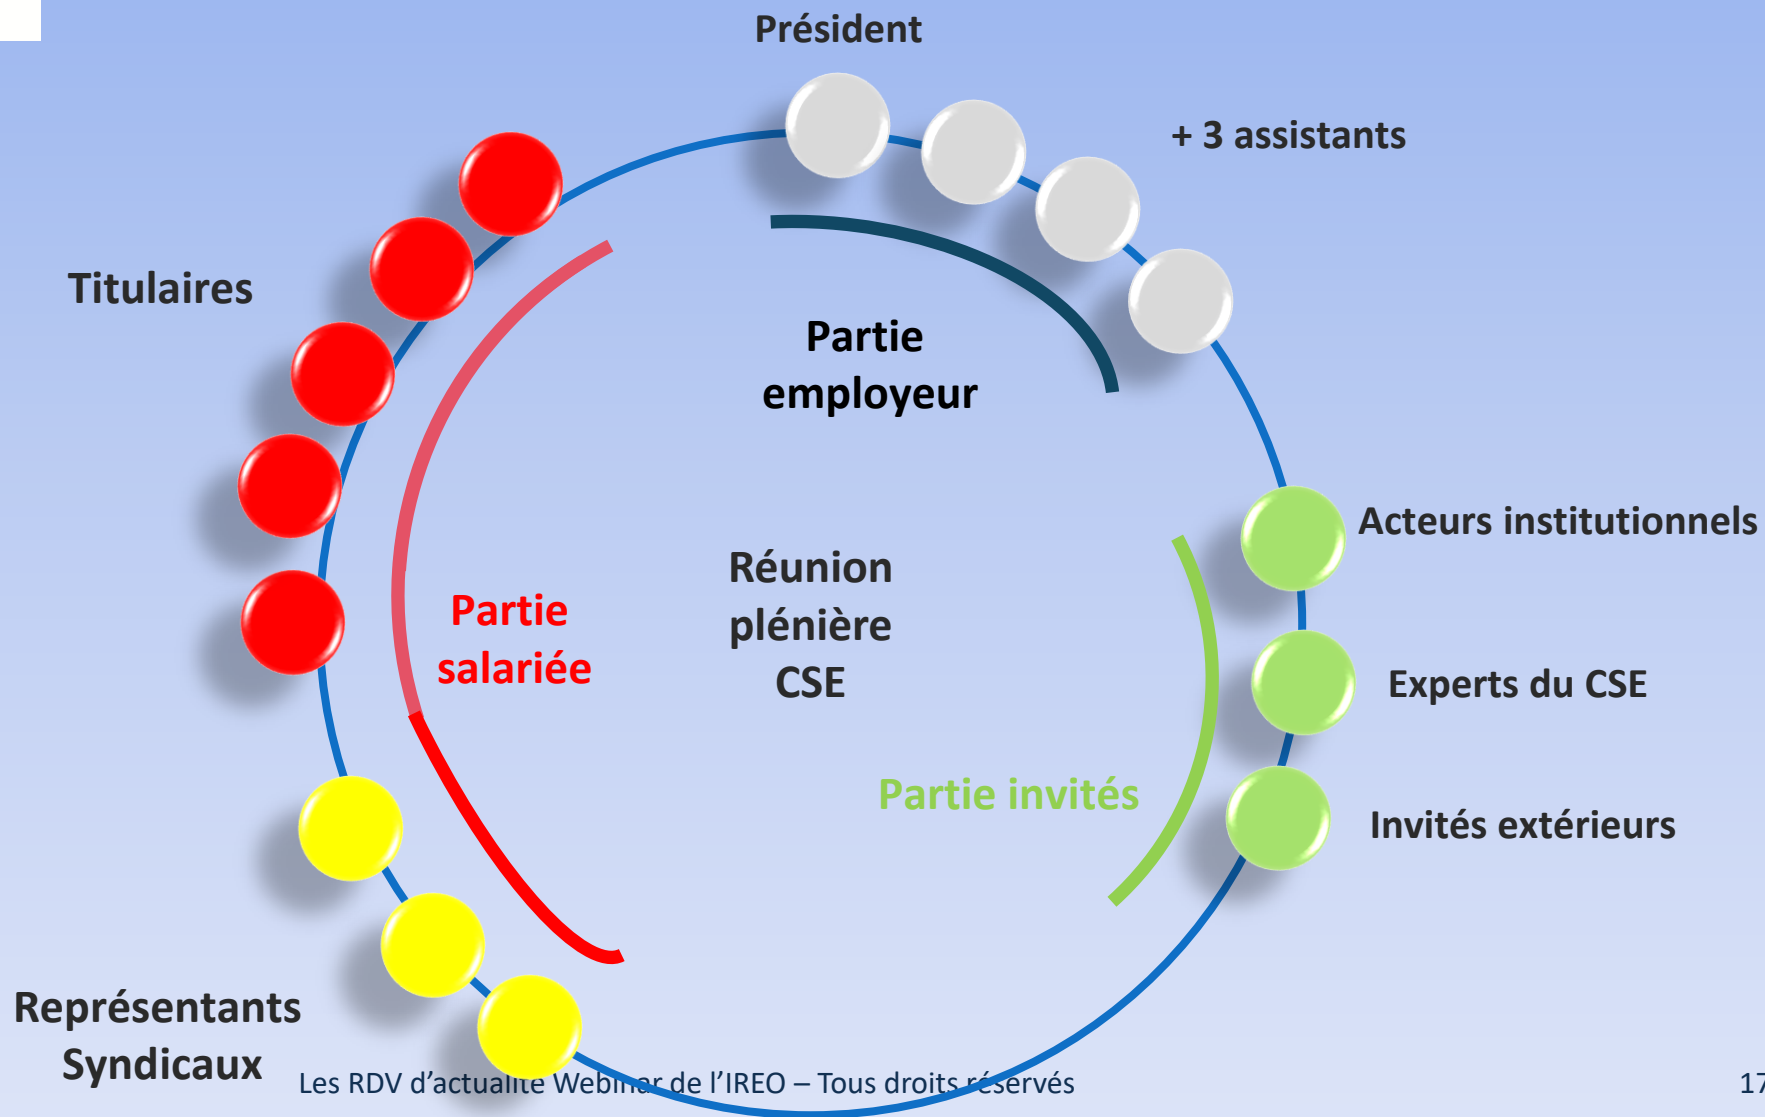 Président
+ 3 assistants
Titulaires
Partie
employeur
Acteurs institutionnels
Réunion
plénière
CSE
Partie
salariée
Experts du CSE
Partie invités
Invités extérieurs
Représentants
Syndicaux
Les RDV d’actualité Webinar de l’IREO – Tous droits réservés
17